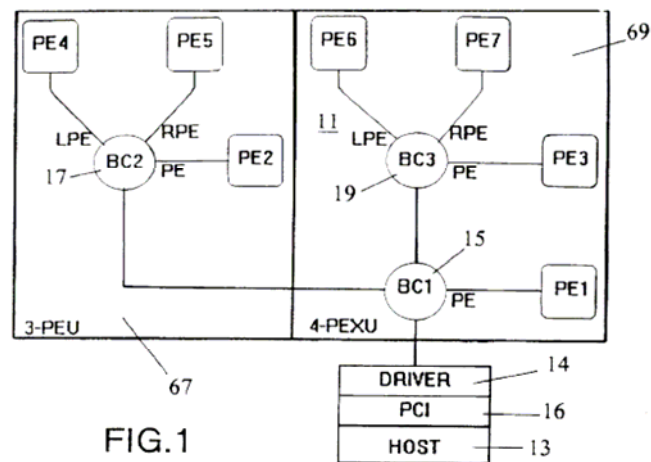 PE4
PE5
PE6
PE7
69
LPE
RPE
11
LPE
RPE
BC2
PE
PE2
BC3
PE
PE3
17
19
15
BC1
PE
PE1
3-PEU
4-PEXU
67
DRIVER
14
PCI
16
HOST
13
FIG.1